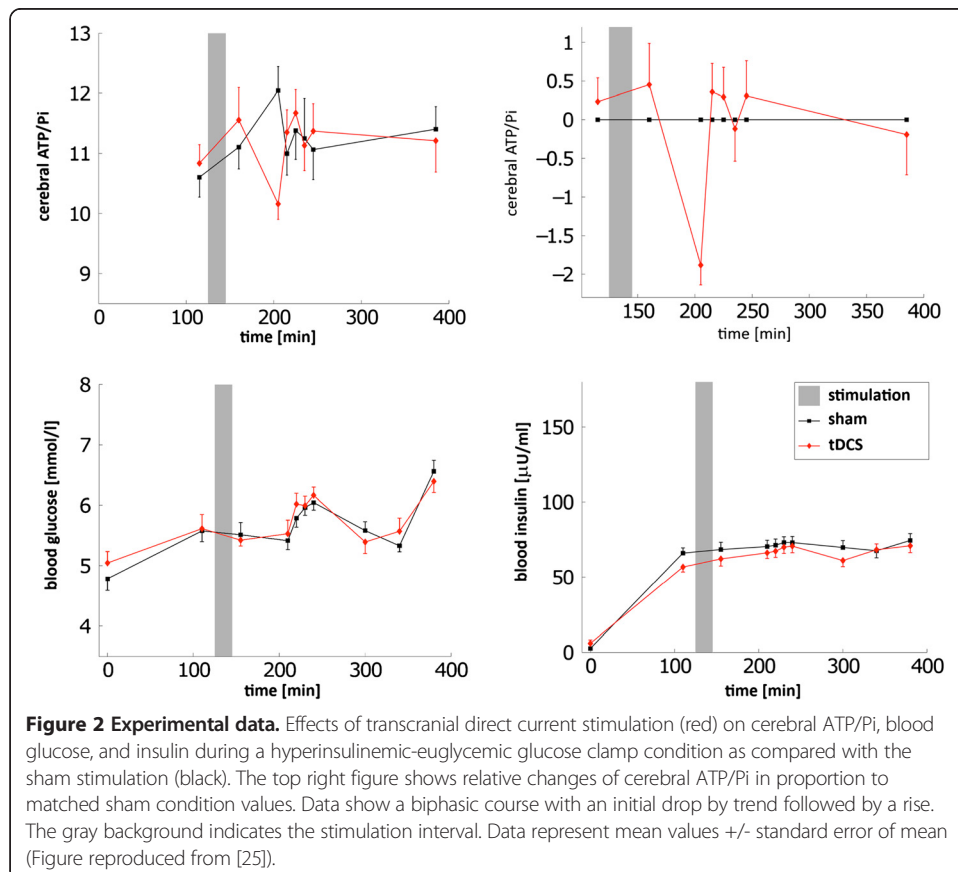 13
12
11
10
9
0
100
200
300
400
cerebral ATP/Pi
time [min]
1
0.5
0
−0.5
−1
−1.5
−2
150
200
250
300
350
400
cerebral ATP/Pi
time [min]
8
7
6
5
4
0
100
200
300
400
blood glucose [mmol/l]
time [min]
150
100
50
0
0
100
200
300
400
blood insulin [µU/ml]
time [min]
stimulation
sham
tDCS
Figure 2 Experimental data. Effects of transcranial direct current stimulation (red) on cerebral ATP/Pi, blood
glucose, and insulin during a hyperinsulinemic-euglycemic glucose clamp condition as compared with the
sham stimulation (black). The top right figure shows relative changes of cerebral ATP/Pi in proportion to
matched sham condition values. Data show a biphasic course with an initial drop by trend followed by a rise.
The gray background indicates the stimulation interval. Data represent mean values +/- standard error of mean
(Figure reproduced from [25]).